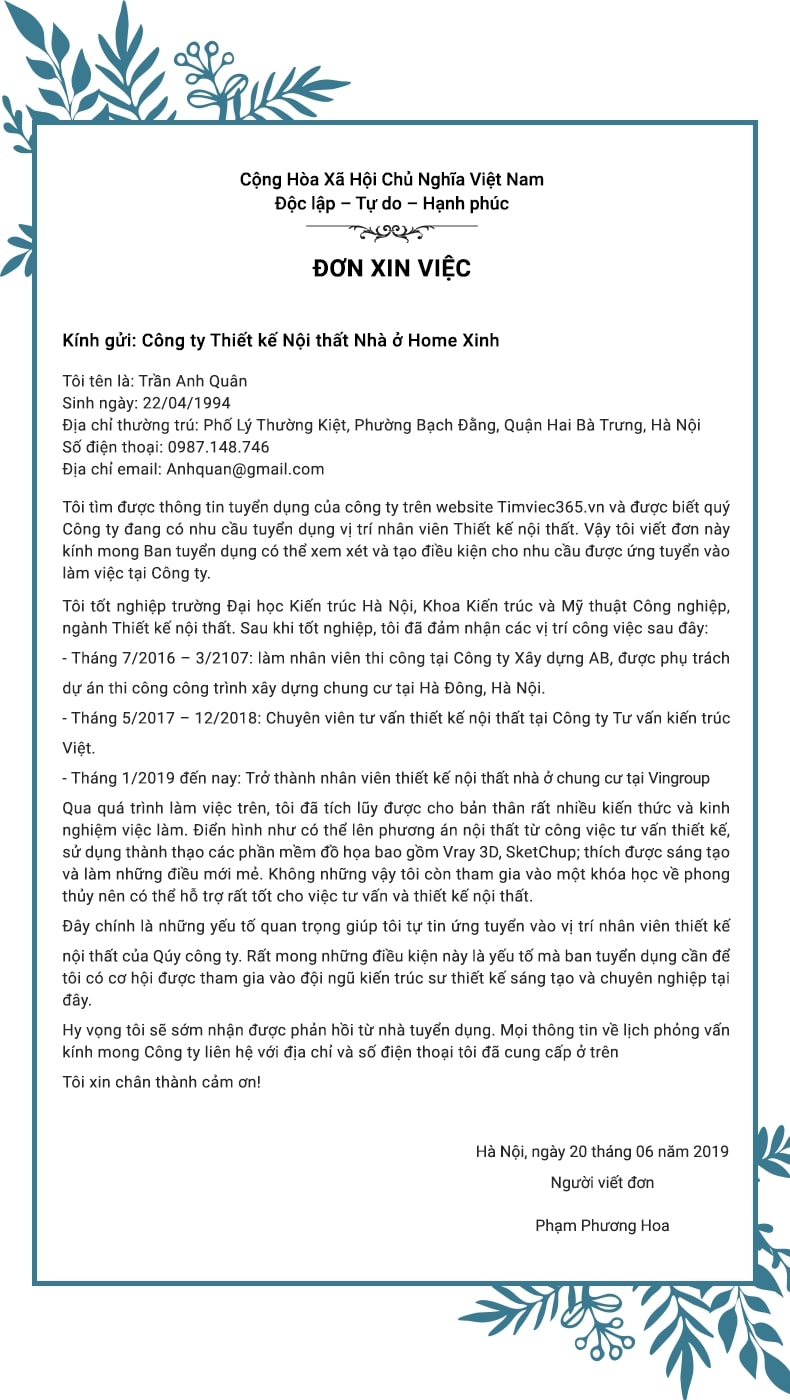 Cộng Hòa Xã Hội Chủ Nghĩa Việt Nam
Độc lập – Tự do – Hạnh phúc
ĐƠN XIN VIỆC
Kính gửi: Công ty Thiết kế Nội thất Nhà ở Home Xinh
Tôi tên là: Trần Anh Quân
Sinh ngày: 22/04/1994
Địa chỉ thường trú: Phố Lý Thường Kiệt, Phường Bạch Đằng, Quận Hai Bà Trưng, Hà Nội
Số điện thoại: 0987.148.746
Địa chỉ email: Anhquan@gmail.com
Tôi tìm được thông tin tuyển dụng của công ty trên website Timviec365.vn và được biết quý
Công ty đang có nhu cầu tuyển dụng vị trí nhân viên Thiết kế nội thất. Vậy tôi viết đơn này
kính mong Ban tuyển dụng có thể xem xét và tạo điều kiện cho nhu cầu được ứng tuyển vào
làm việc tại Công ty.
Tôi tốt nghiệp trường Đại học Kiến trúc Hà Nội, Khoa Kiến trúc và Mỹ thuật Công nghiệp,
ngành Thiết kế nội thất. Sau khi tốt nghiệp, tôi đã đảm nhận các vị trí công việc sau đây:
- Tháng 7/2016 – 3/2107: làm nhân viên thi công tại Công ty Xây dựng AB, được phụ trách
dự án thi công công trình xây dựng chung cư tại Hà Đông, Hà Nội.
- Tháng 5/2017 – 12/2018: Chuyên viên tư vấn thiết kế nội thất tại Công ty Tư vấn kiến trúc
Việt.
- Tháng 1/2019 đến nay: Trở thành nhân viên thiết kế nội thất nhà ở chung cư tại Vingroup
Qua quá trình làm việc trên, tôi đã tích lũy được cho bản thân rất nhiều kiến thức và kinh
nghiệm việc làm. Điển hình như có thể lên phương án nội thất từ công việc tư vấn thiết kế,
sử dụng thành thạo các phần mềm đồ họa bao gồm Vray 3D, SketChup; thích được sáng tạo
và làm những điều mới mẻ. Không những vậy tôi còn tham gia vào một khóa học về phong
thủy nên có thể hỗ trợ rất tốt cho việc tư vấn và thiết kế nội thất.
Đây chính là những yếu tố quan trọng giúp tôi tự tin ứng tuyển vào vị trí nhân viên thiết kế
nội thất của Qúy công ty. Rất mong những điều kiện này là yếu tố mà ban tuyển dụng cần để
tôi có cơ hội được tham gia vào đội ngũ kiến trúc sư thiết kế sáng tạo và chuyên nghiệp tại
đây.
Hy vọng tôi sẽ sớm nhận được phản hồi từ nhà tuyển dụng. Mọi thông tin về lịch phỏng vấn
kính mong Công ty liên hệ với địa chỉ và số điện thoại tôi đã cung cấp ở trên
Tôi xin chân thành cảm ơn!
Hà Nội, ngày 20 tháng 06 năm 2019
Người viết đơn
Phạm Phương Hoa